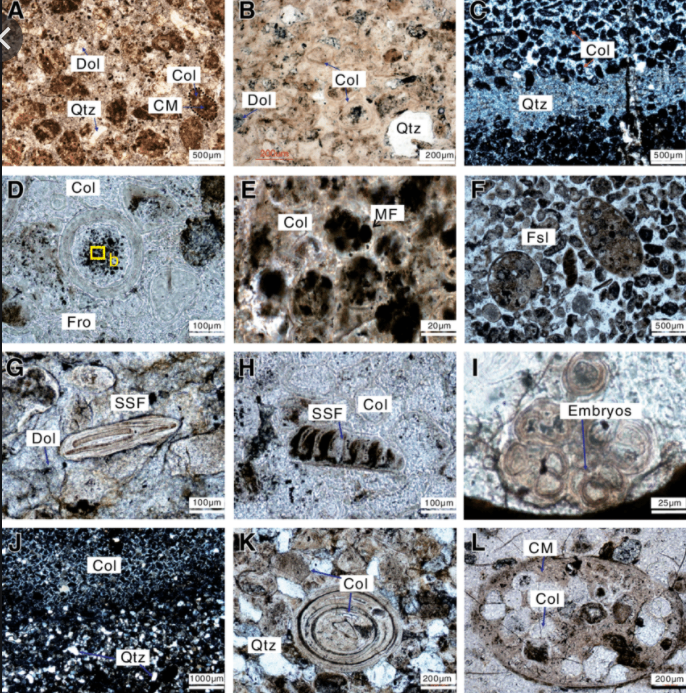 A
Dol
Col
Qtz
CM
500µm
B
Col
Dol
Qtz
200µm
C
Col
Qtz
500µm
D
Col
b
Fro
100µm
E
Col
MF
20µm
F
Fsl
500µm
G
SSF
Dol
100µm
H
SSF
Col
100µm
I
Embryos
25µm
J
Col
Qtz
1000µm
K
Col
Qtz
200µm
L
CM
Col
200µm